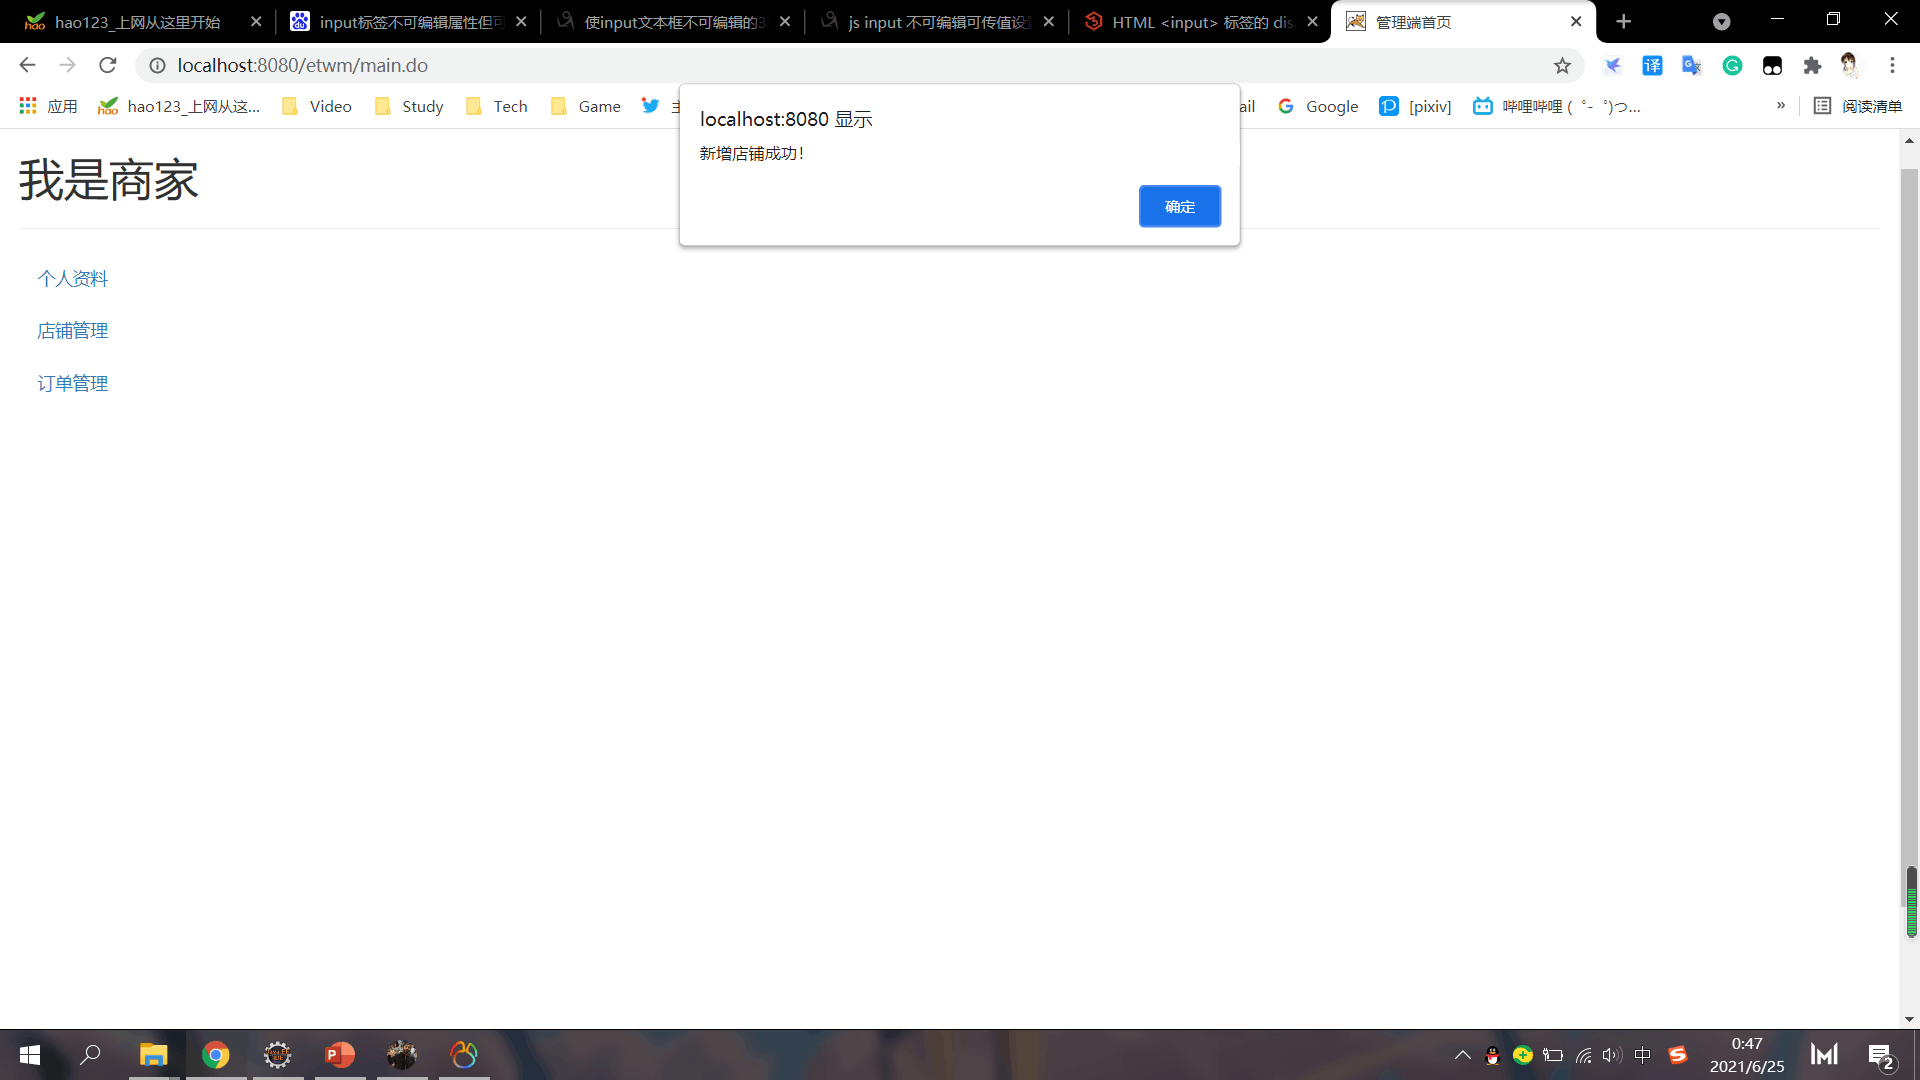 hao123_上网从这里开始
input标签不可编辑属性但
使input文本框不可编辑的3
js input 不可编辑可传值设
HTML <input> 标签的 dis
管理端首页
localhost:8080/etwm/main.do
应用
hao123_上网从这...
Video
Study
Tech
Game
ail
Google
[pixiv]
哔哩哔哩 ( ゜- ゜)つ...
»
阅读清单
localhost:8080 显示
新增店铺成功！
确定
我是商家
个人资料
店铺管理
订单管理
中
0:47
2021/6/25
2